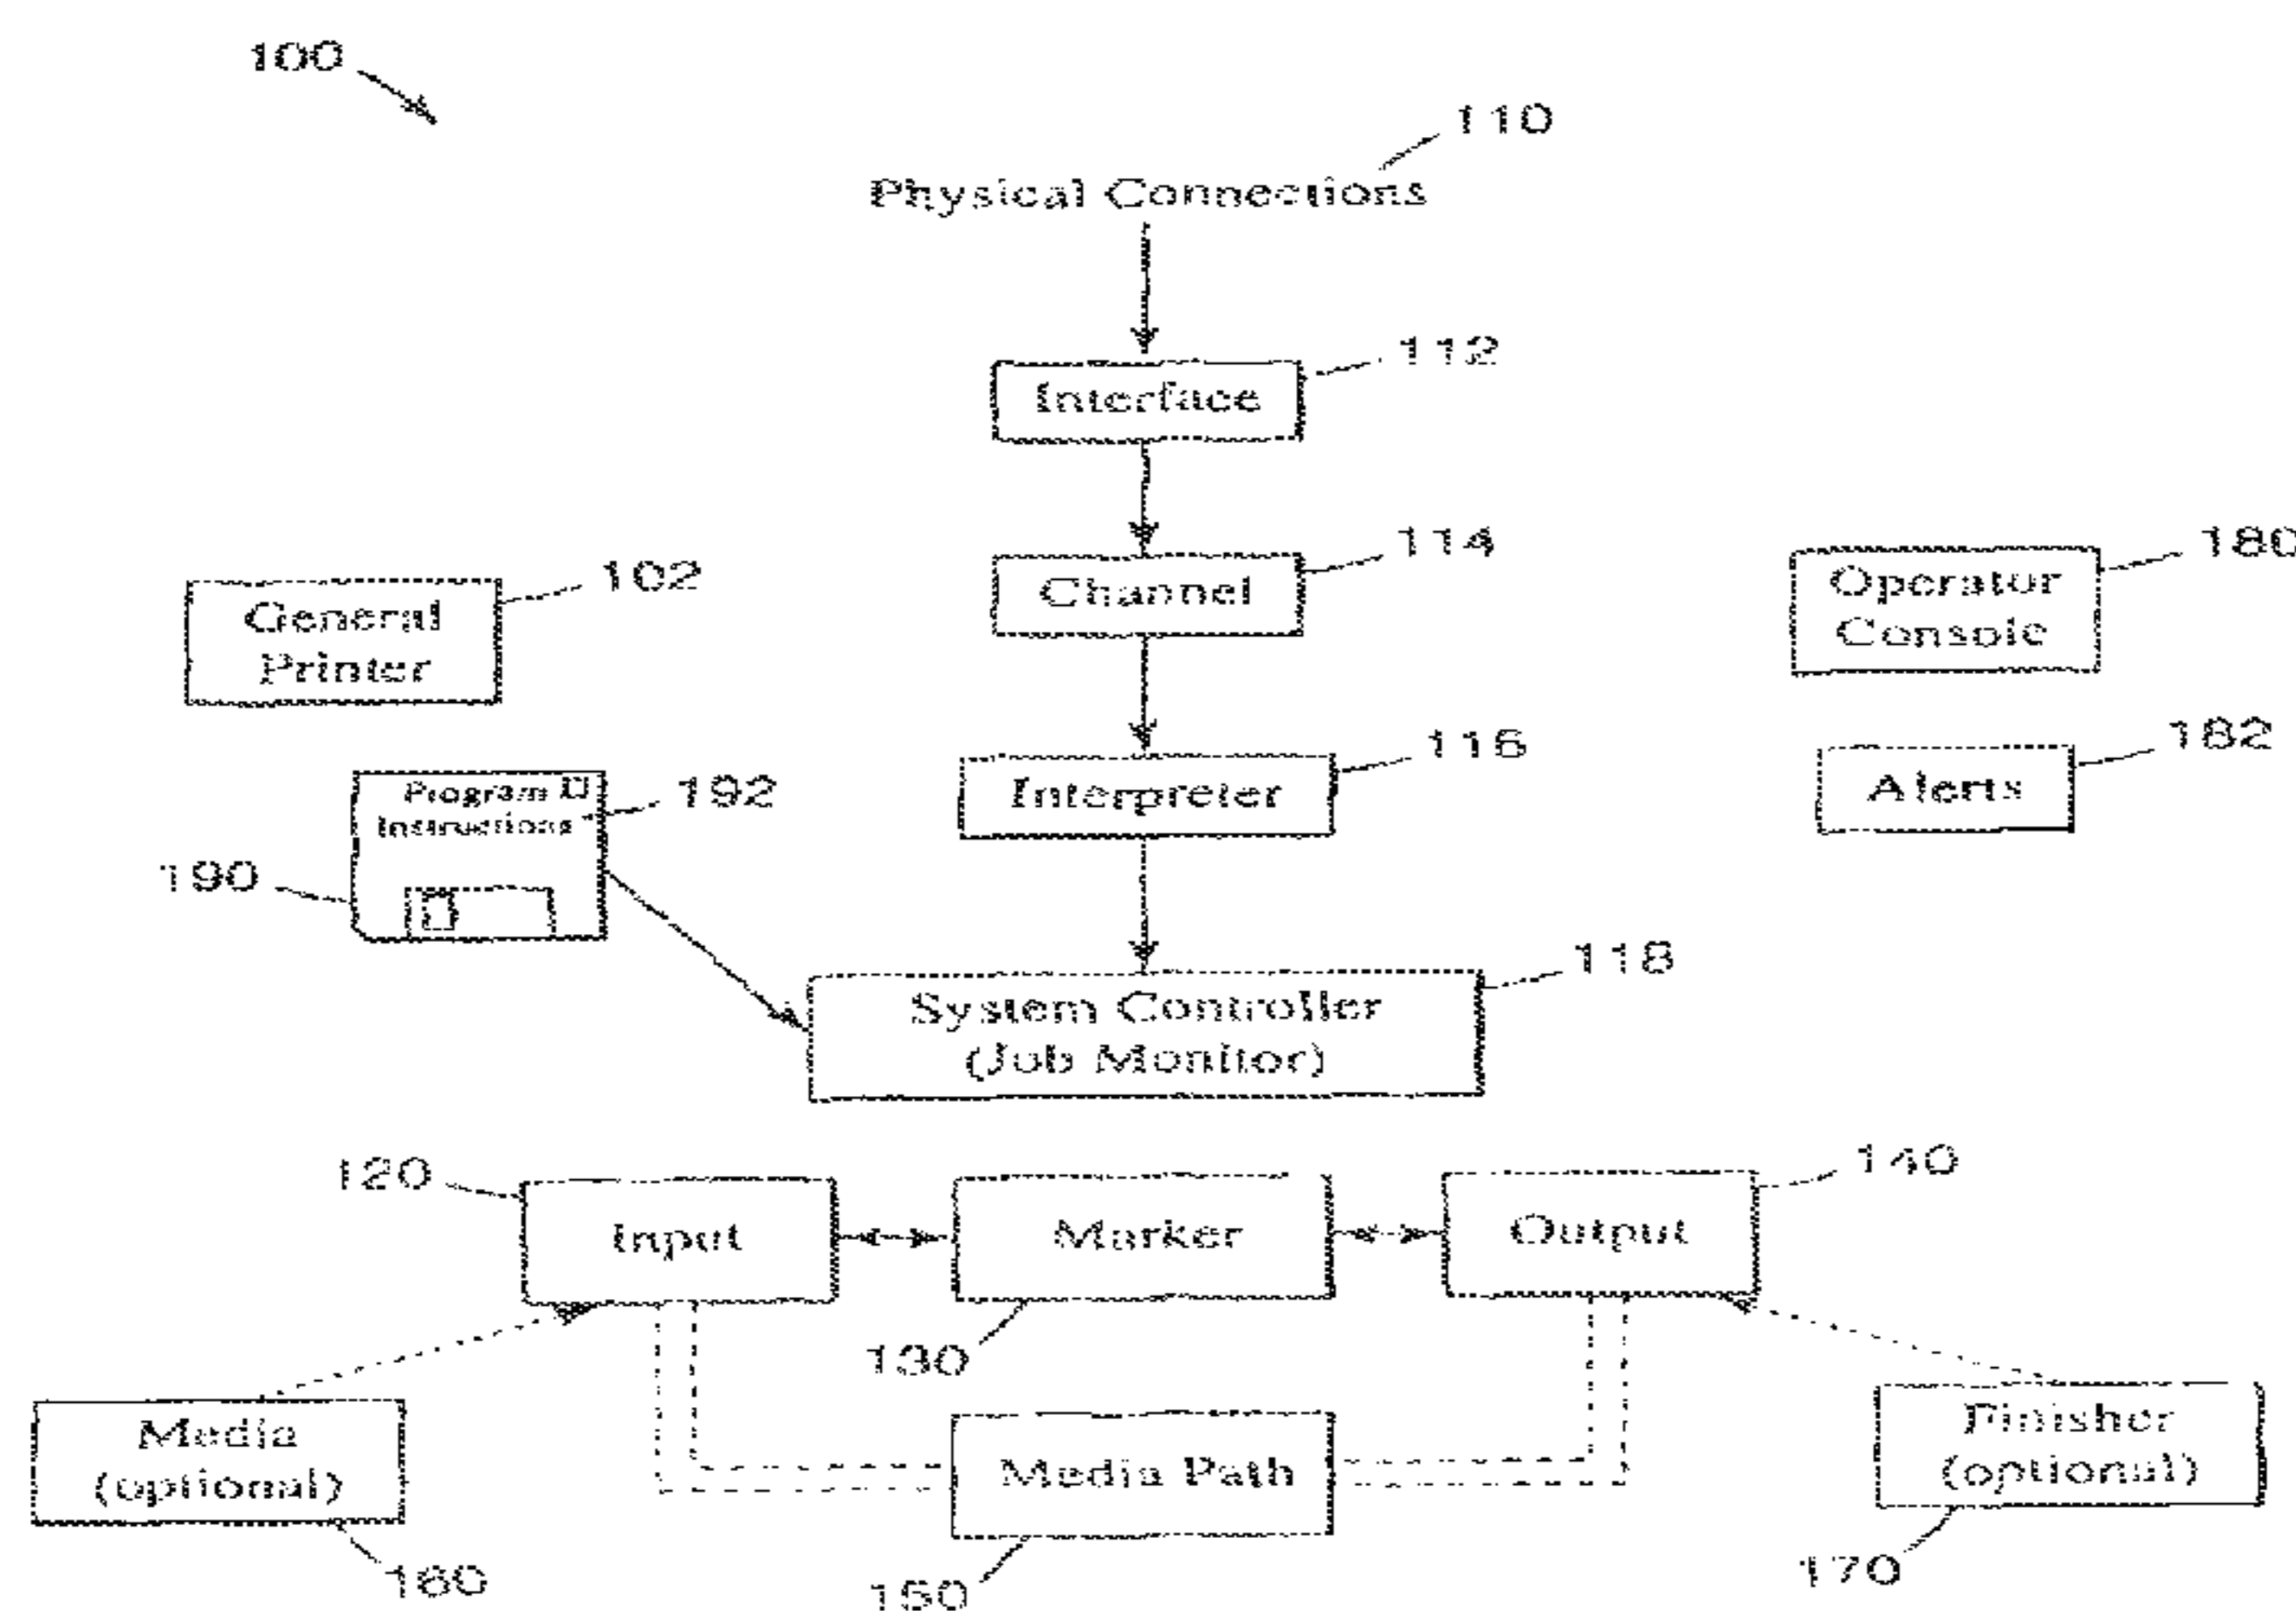 100
110
Physical Connections
112
Interface
114
Channel
180
Operator
Console
102
General
Printer
116
Interpreter
182
Alerts
Program
Instructions
192
190
118
System Controller
(Job Monitor)
120
Input
Marker
140
Output
130
Media
(optional)
Media Path
Finisher
(optional)
160
150
170